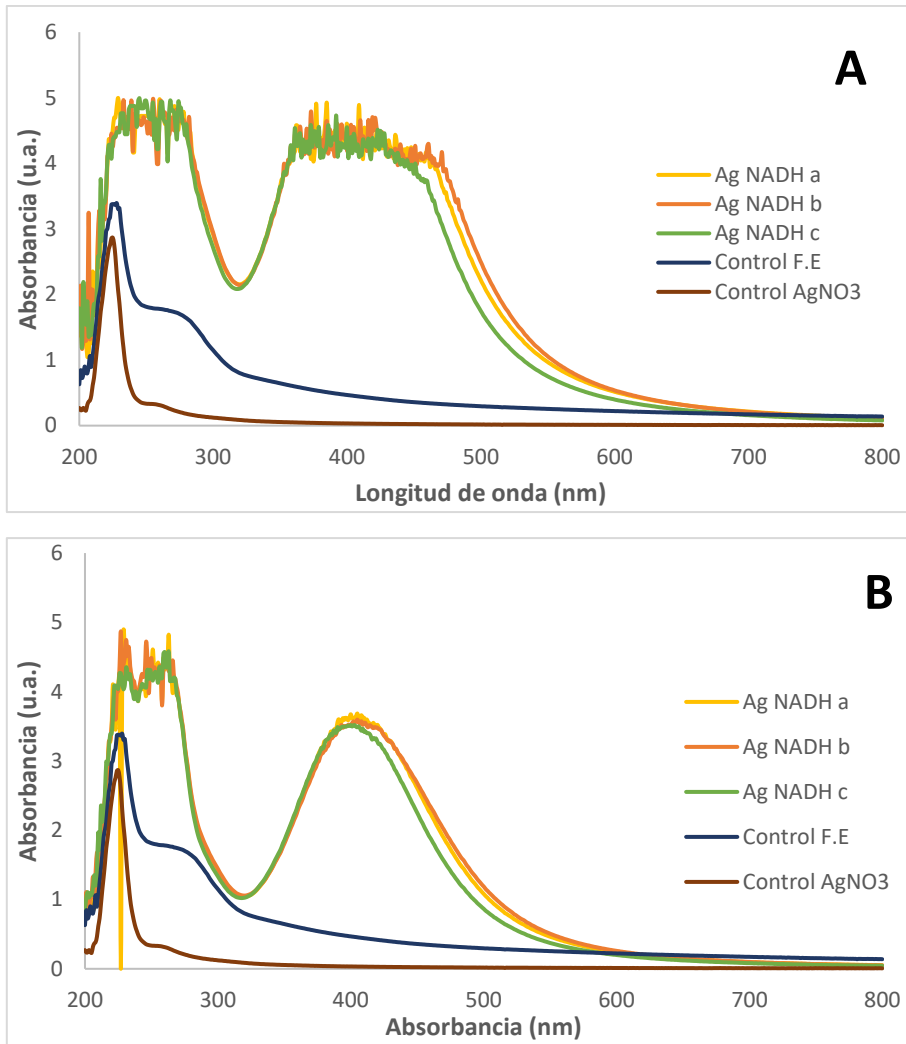 A
6
5
4
3
2
1
0
Absorbancia (u.a.)
200 300 400 500 600 700 800
Longitud de onda (nm)
Ag NADH a
Ag NADH b
Ag NADH c
Control F.E
Control AgNO3
B
6
5
4
3
2
1
0
Absorbancia (u.a.)
200 300 400 500 600 700 800
Absorbancia (nm)
Ag NADH a
Ag NADH b
Ag NADH c
Control F.E
Control AgNO3